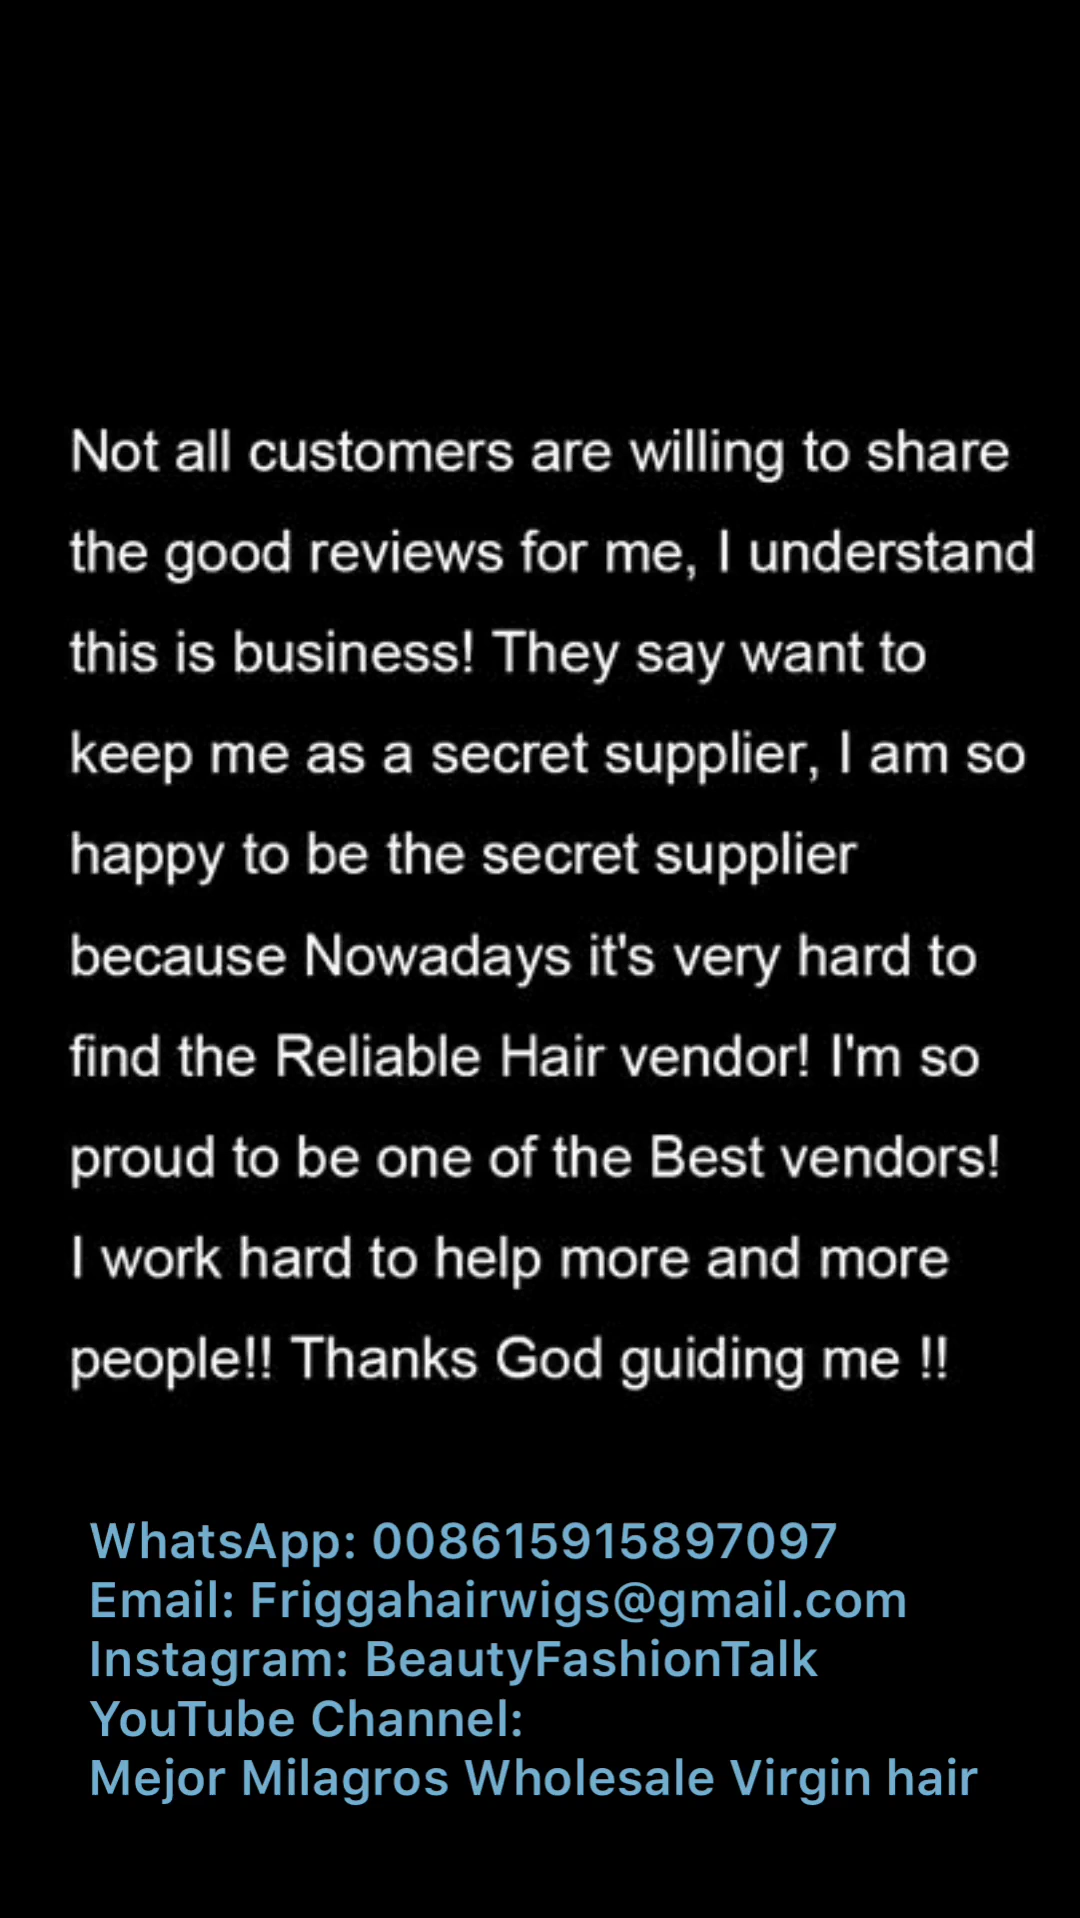 Not all customers are willing to share
the good reviews for me, I understand
this is business! They say want to
keep me as a secret supplier, I am so
happy to be the secret supplier
because Nowadays it's very hard to
find the Reliable Hair vendor! I'm so
proud to be one of the Best vendors!
I work hard to help more and more
people!! Thanks God guiding me !!
WhatsApp: 008615915897097
Email: Friggahairwigs@gmail.com
Instagram: BeautyFashionTalk
YouTube Channel:
Mejor Milagros Wholesale Virgin hair